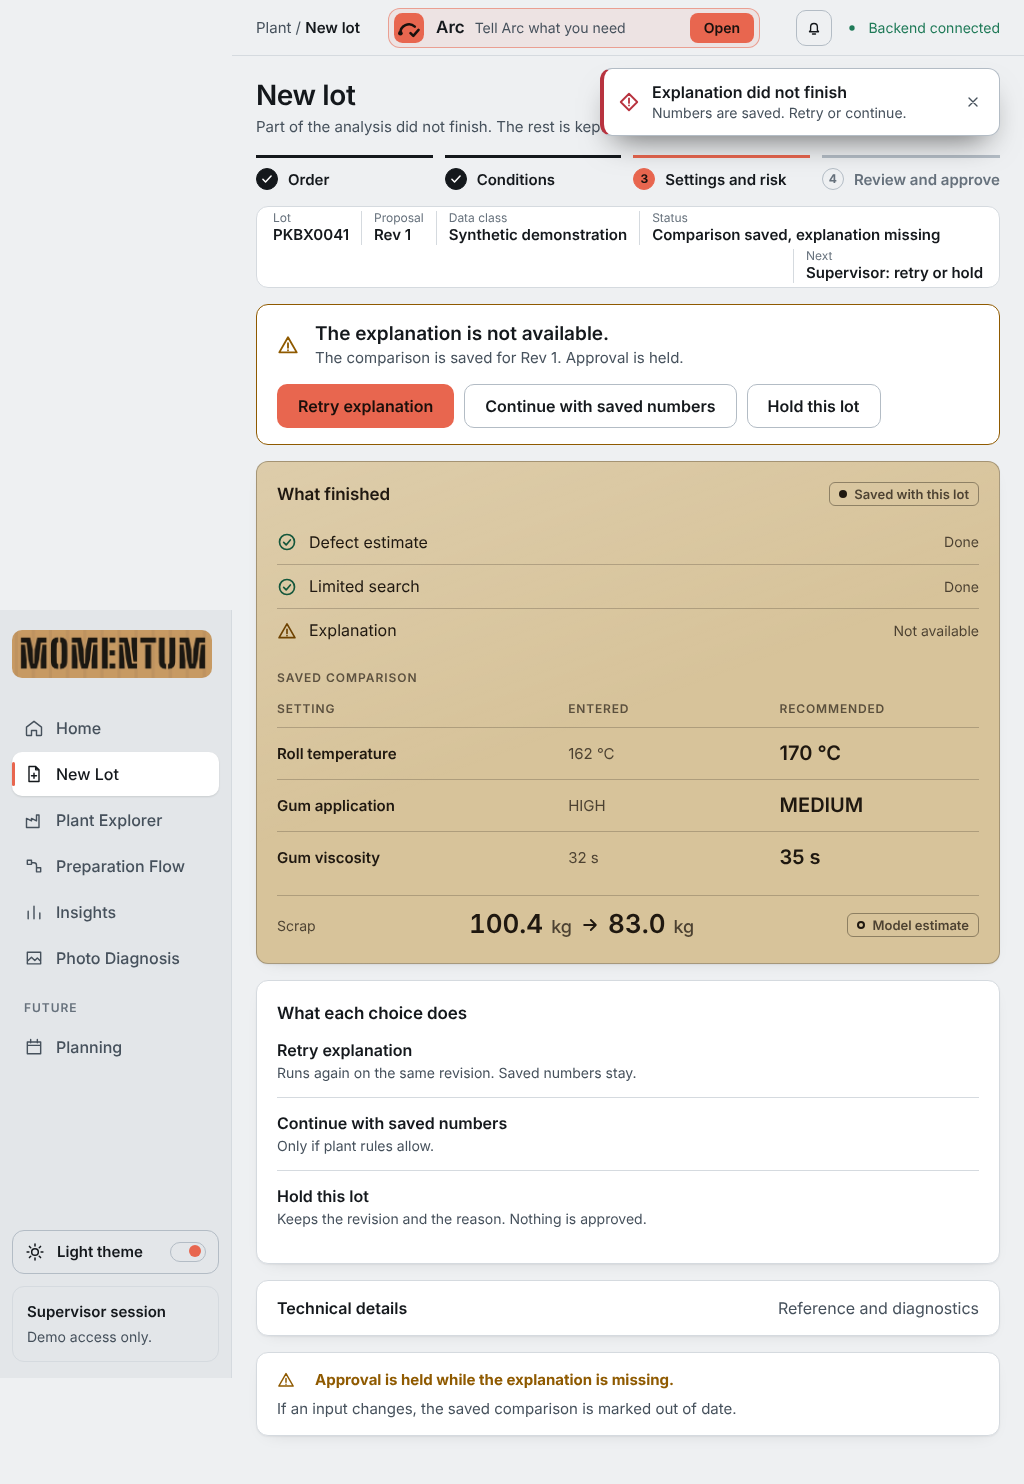 Plant / New lot
Arc Tell Arc what you need Open
Backend connected
New lot
Part of the analysis did not finish. The rest is kep
Explanation did not finish
Numbers are saved. Retry or continue.
Order
Conditions
3 Settings and risk
4 Review and approve
Lot
PKBX0041
Proposal
Rev 1
Data class
Synthetic demonstration
Status
Comparison saved, explanation missing
Next
Supervisor: retry or hold
The explanation is not available.
The comparison is saved for Rev 1. Approval is held.
Retry explanation
Continue with saved numbers
Hold this lot
What finished
Saved with this lot
Defect estimate Done
Limited search Done
Explanation Not available
SAVED COMPARISON
SETTING ENTERED RECOMMENDED
Roll temperature 162 °C 170 °C
Gum application HIGH MEDIUM
Gum viscosity 32 s 35 s
Scrap 100.4 kg → 83.0 kg Model estimate
What each choice does
Retry explanation
Runs again on the same revision. Saved numbers stay.
Continue with saved numbers
Only if plant rules allow.
Hold this lot
Keeps the revision and the reason. Nothing is approved.
Technical details Reference and diagnostics
Approval is held while the explanation is missing.
If an input changes, the saved comparison is marked out of date.
MOMENTUM
Home
New Lot
Plant Explorer
Preparation Flow
Insights
Photo Diagnosis
FUTURE
Planning
Light theme
Supervisor session
Demo access only.